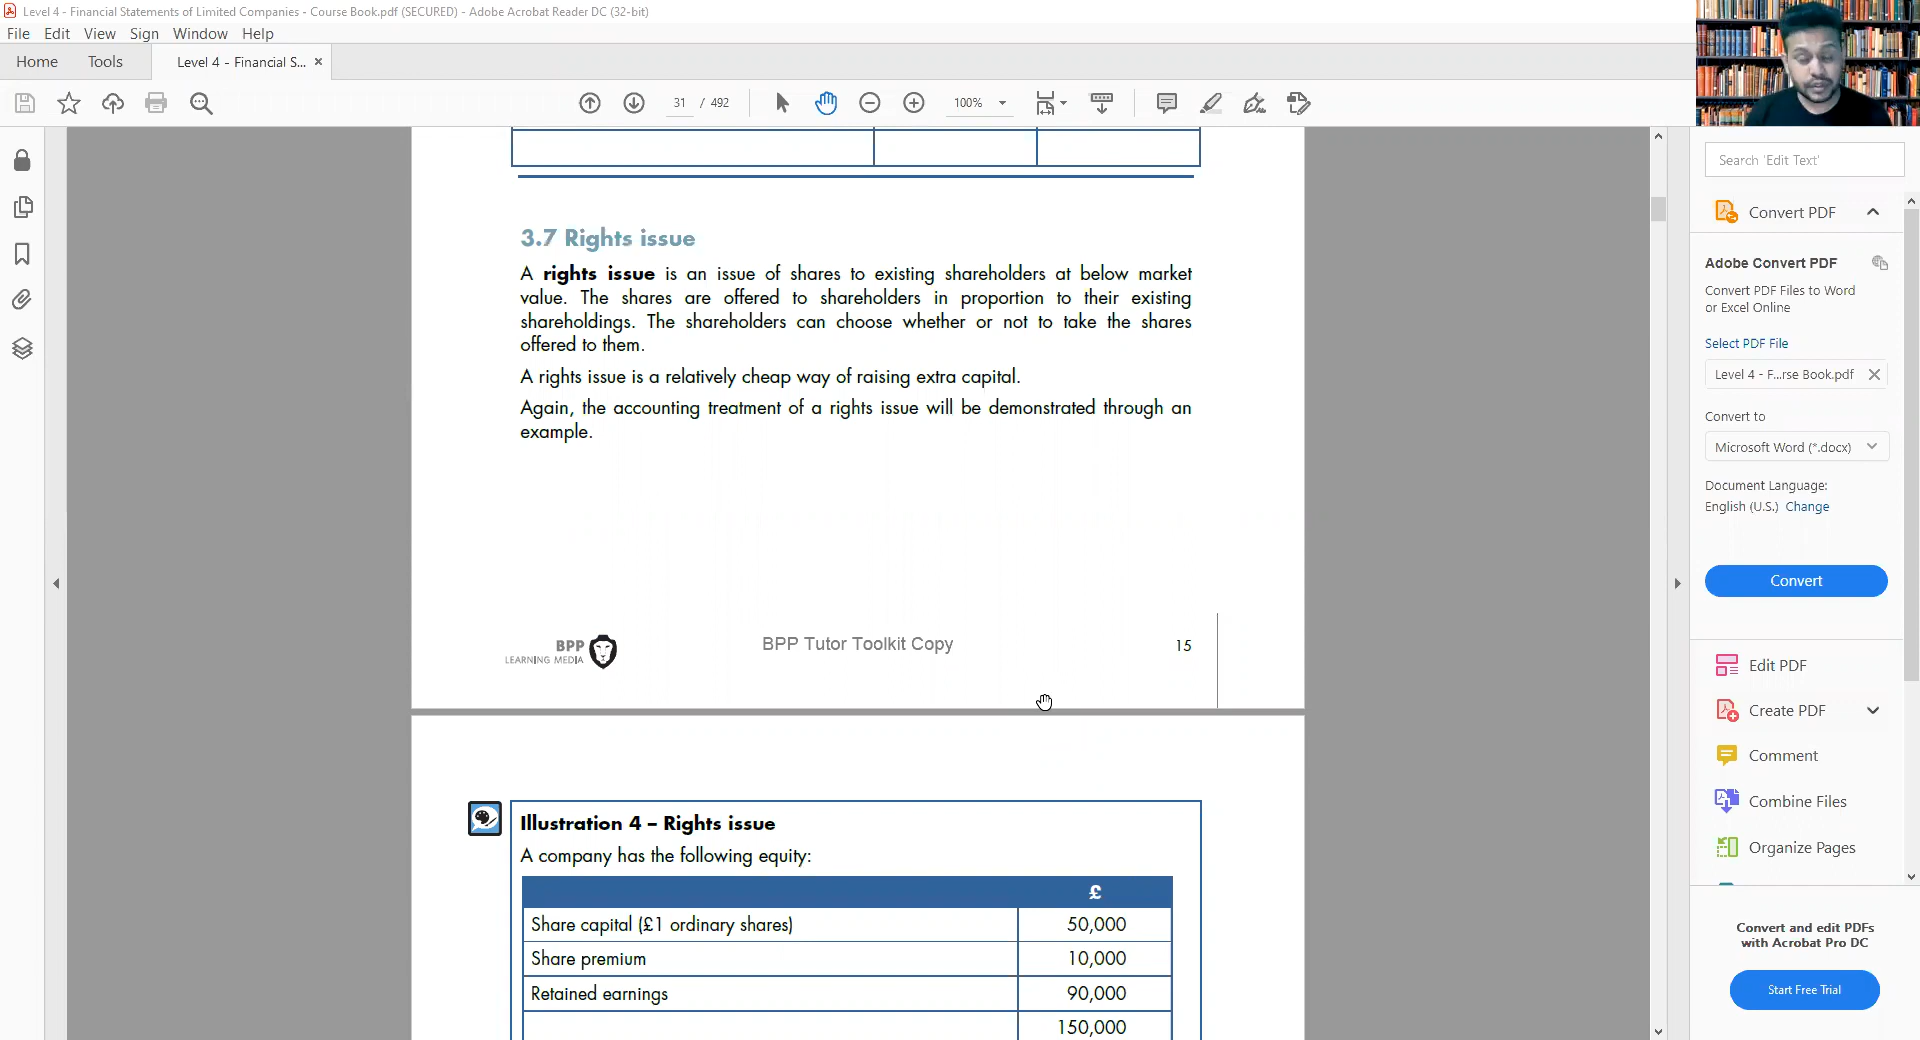 Level 4 - Financial Statements of Limited Companies - Course Book.pdf (SECURED) - Adobe Acrobat Reader DC (32-bit)
File Edit View Sign Window Help
Home Tools Level 4 - Financial S... ×
31 / 492 100%
3.7 Rights issue
A rights issue is an issue of shares to existing shareholders at below market
value. The shares are offered to shareholders in proportion to their existing
shareholdings. The shareholders can choose whether or not to take the shares
offered to them.
A rights issue is a relatively cheap way of raising extra capital.
Again, the accounting treatment of a rights issue will be demonstrated through an
example.
BPP
LEARNING MEDIA
BPP Tutor Toolkit Copy
15
Illustration 4 – Rights issue
A company has the following equity:
£
Share capital (£1 ordinary shares) 50,000
Share premium 10,000
Retained earnings 90,000
150,000
Search 'Edit Text'
Convert PDF
Adobe Convert PDF
Convert PDF Files to Word
or Excel Online
Select PDF File
Level 4 - F...rse Book.pdf
Convert to
Microsoft Word (*.docx)
Document Language:
English (U.S.) Change
Convert
Edit PDF
Create PDF
Comment
Combine Files
Organize Pages
Convert and edit PDFs
with Acrobat Pro DC
Start Free Trial